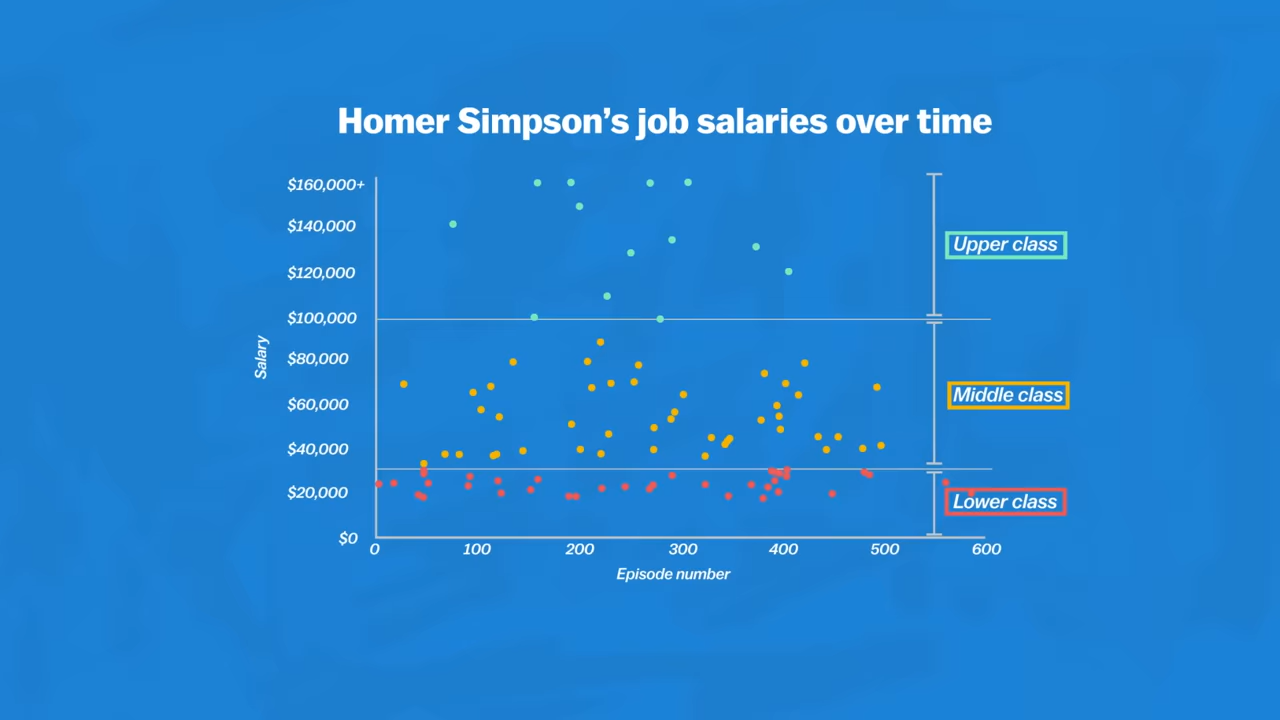 Homer Simpson's job salaries over time
$160,000+
$140,000
$120,000
$100,000
$80,000
$60,000
$40,000
$20,000
$0
Salary
0 100 200 300 400 500 600
Episode number
Upper class
Middle class
Lower class